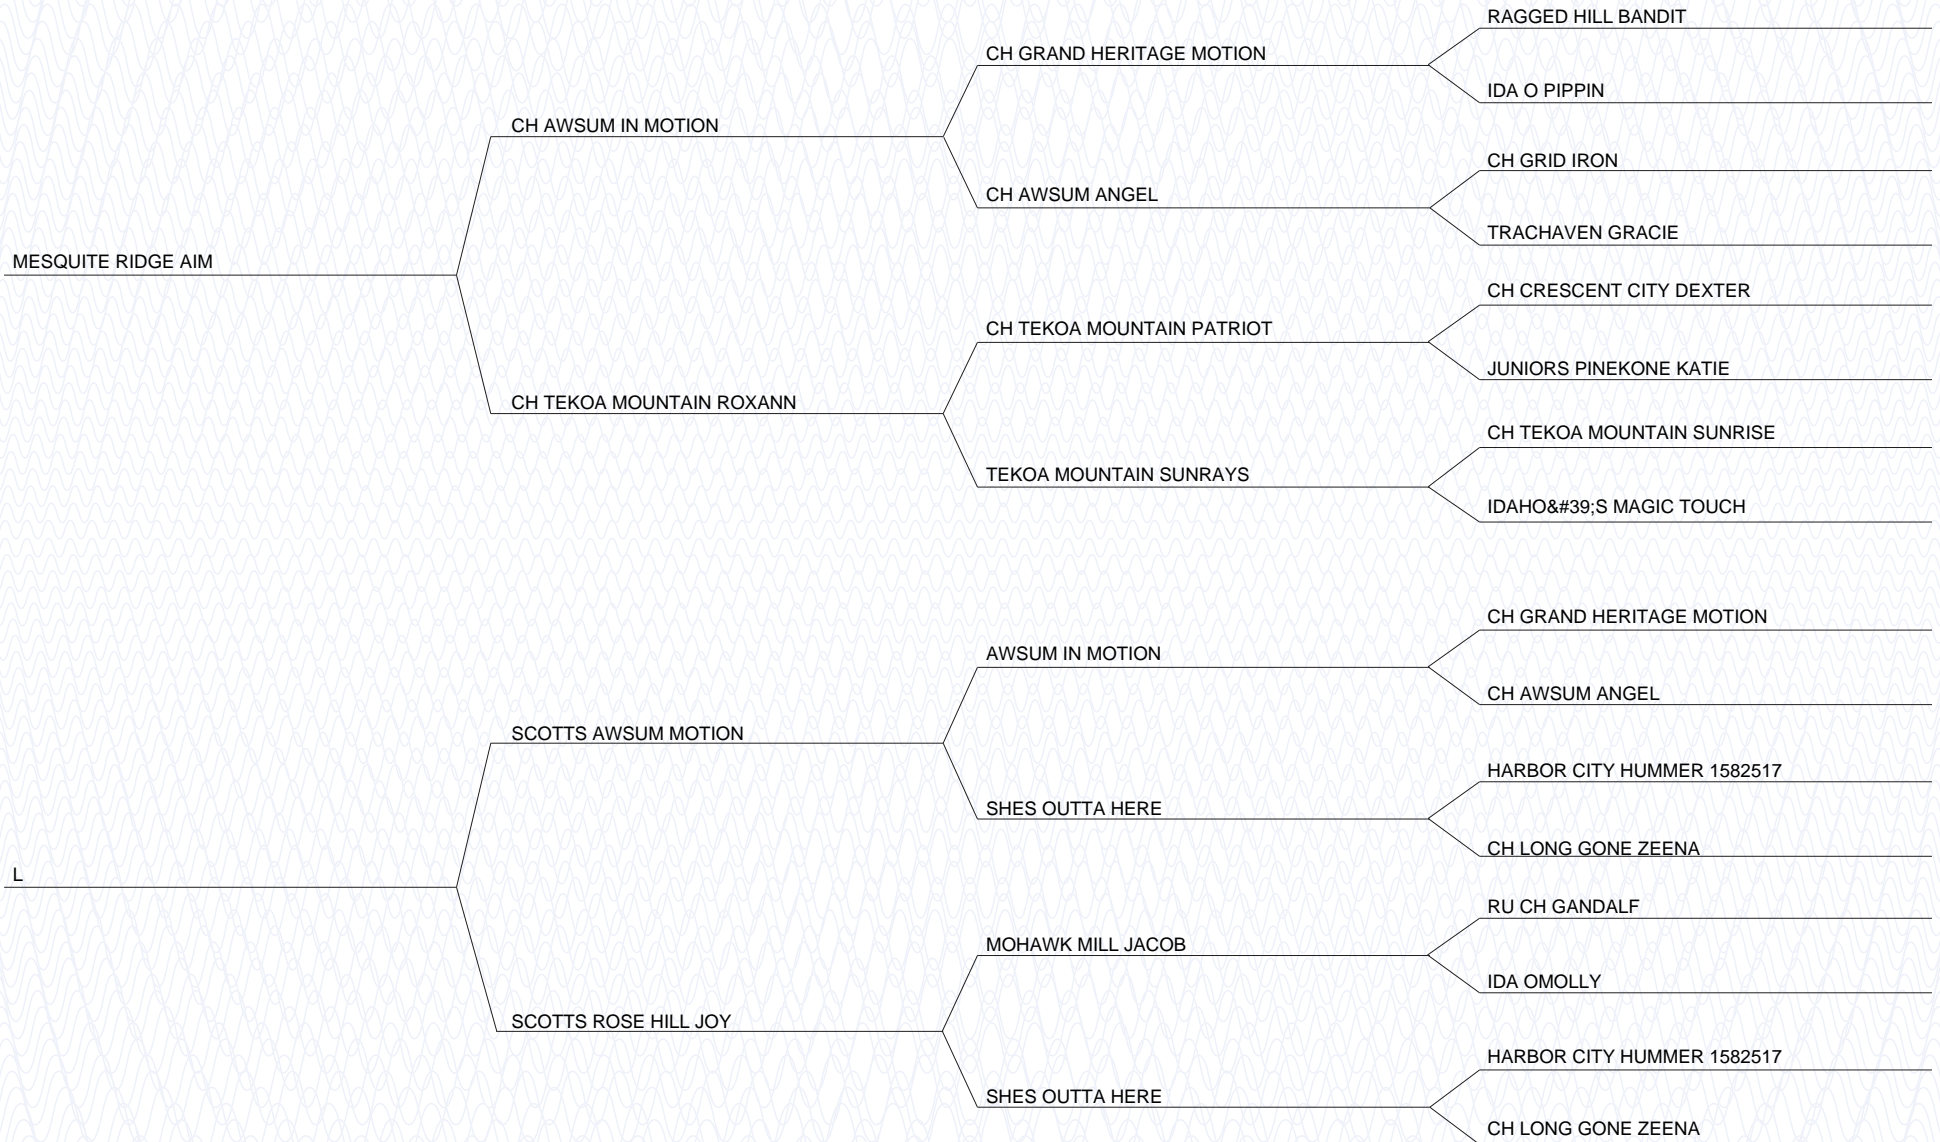 RAGGED HILL BANDIT
CH GRAND HERITAGE MOTION
IDA O PIPPIN
CH AWSUM IN MOTION
CH GRID IRON
CH AWSUM ANGEL
TRACHAVEN GRACIE
MESQUITE RIDGE AIM
CH CRESCENT CITY DEXTER
CH TEKOA MOUNTAIN PATRIOT
JUNIORS PINEKONE KATIE
CH TEKOA MOUNTAIN ROXANN
CH TEKOA MOUNTAIN SUNRISE
TEKOA MOUNTAIN SUNRAYS
IDAHO&#39;S MAGIC TOUCH
CH GRAND HERITAGE MOTION
AWSUM IN MOTION
CH AWSUM ANGEL
SCOTTS AWSUM MOTION
HARBOR CITY HUMMER 1582517
SHES OUTTA HERE
CH LONG GONE ZEENA
L
RU CH GANDALF
MOHAWK MILL JACOB
IDA OMOLLY
SCOTTS ROSE HILL JOY
HARBOR CITY HUMMER 1582517
SHES OUTTA HERE
CH LONG GONE ZEENA